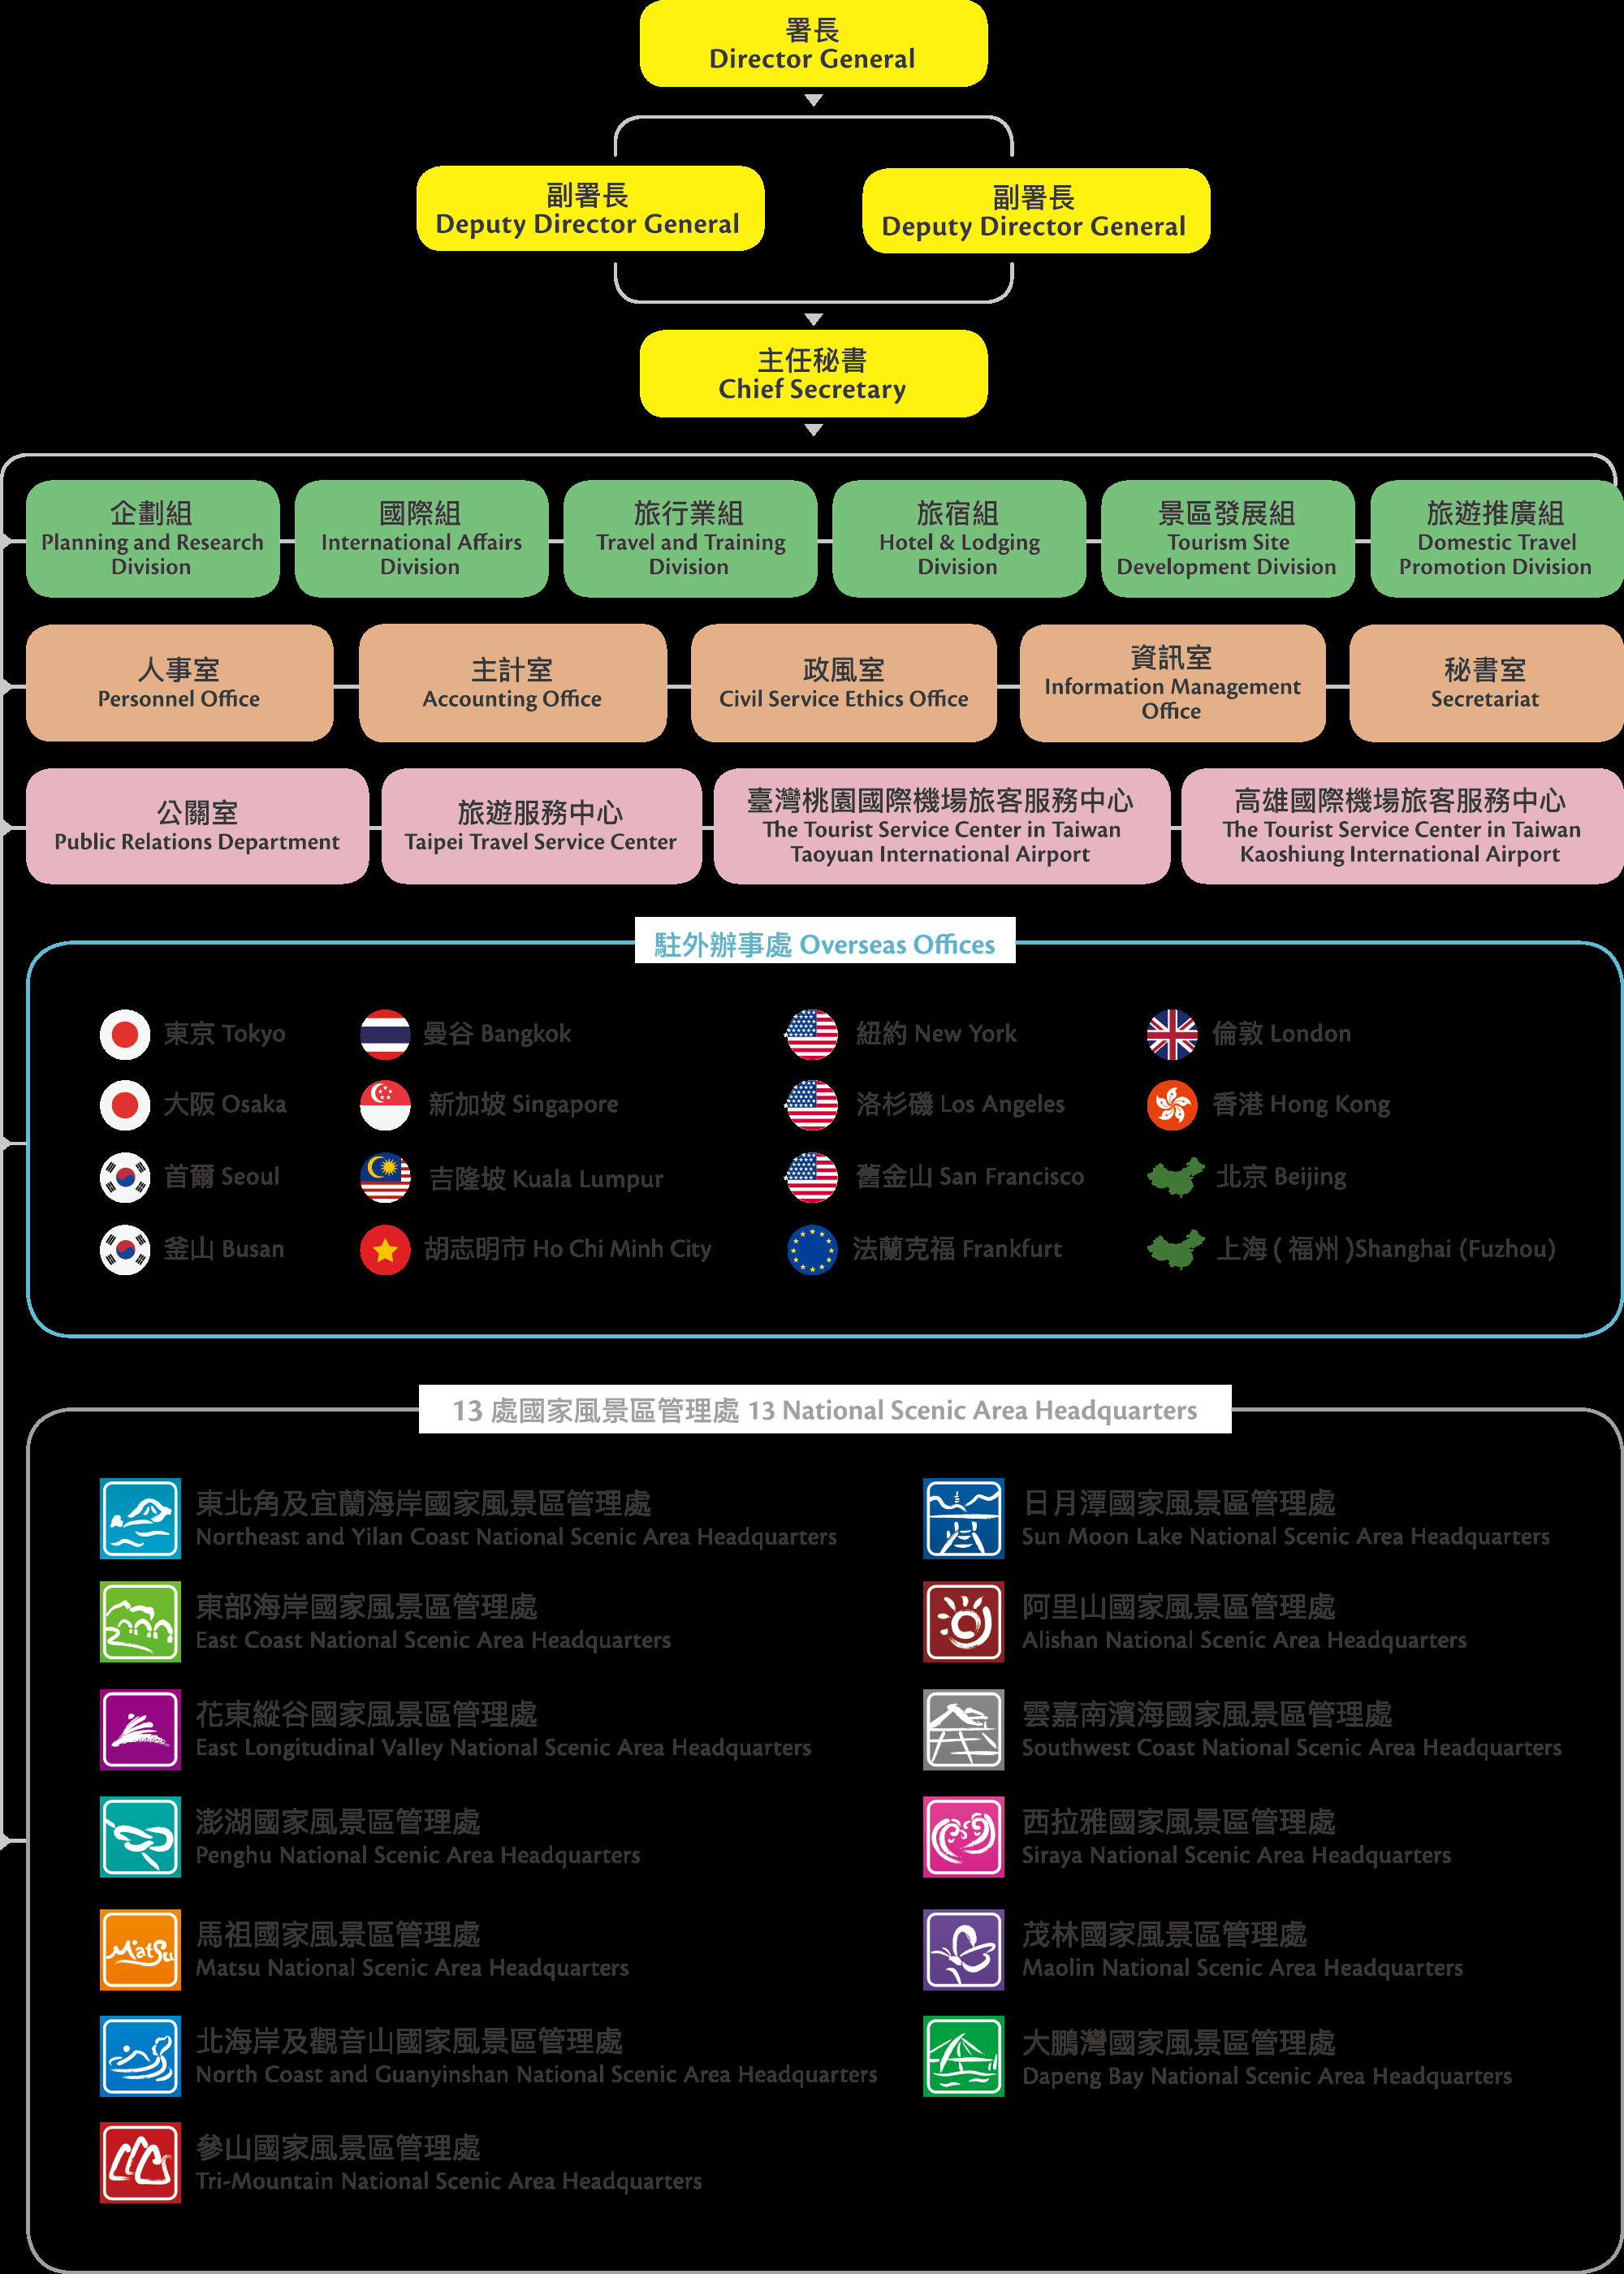 署長
Director General
副署長
Deputy Director General
副署長
Deputy Director General
主任秘書
Chief Secretary
企劃組
Planning and Research
Division
國際組
International Affairs
Division
旅行業組
Travel and Training
Division
旅宿組
Hotel & Lodging
Division
景區發展組
Tourism Site
Development Division
旅遊推廣組
Domestic Travel
Promotion Division
人事室
Personnel Office
主計室
Accounting Office
政風室
Civil Service Ethics Office
資訊室
Information Management
Office
秘書室
Secretariat
公關室
Public Relations Department
旅遊服務中心
Taipei Travel Service Center
臺灣桃園國際機場旅客服務中心
The Tourist Service Center in Taiwan
Taoyuan International Airport
高雄國際機場旅客服務中心
The Tourist Service Center in Taiwan
Kaoshiung International Airport
駐外辦事處 Overseas Offices
東京 Tokyo
曼谷 Bangkok
紐約 New York
倫敦 London
大阪 Osaka
新加坡 Singapore
洛杉磯 Los Angeles
香港 Hong Kong
首爾 Seoul
吉隆坡 Kuala Lumpur
舊金山 San Francisco
北京 Beijing
釜山 Busan
胡志明市 Ho Chi Minh City
法蘭克福 Frankfurt
上海 ( 福州 )Shanghai (Fuzhou)
13 處國家風景區管理處 13 National Scenic Area Headquarters
東北角及宜蘭海岸國家風景區管理處
Northeast and Yilan Coast National Scenic Area Headquarters
日月潭國家風景區管理處
Sun Moon Lake National Scenic Area Headquarters
東部海岸國家風景區管理處
East Coast National Scenic Area Headquarters
阿里山國家風景區管理處
Alishan National Scenic Area Headquarters
花東縱谷國家風景區管理處
East Longitudinal Valley National Scenic Area Headquarters
雲嘉南濱海國家風景區管理處
Southwest Coast National Scenic Area Headquarters
澎湖國家風景區管理處
Penghu National Scenic Area Headquarters
西拉雅國家風景區管理處
Siraya National Scenic Area Headquarters
Matsu
馬祖國家風景區管理處
Matsu National Scenic Area Headquarters
茂林國家風景區管理處
Maolin National Scenic Area Headquarters
北海岸及觀音山國家風景區管理處
North Coast and Guanyinshan National Scenic Area Headquarters
大鵬灣國家風景區管理處
Dapeng Bay National Scenic Area Headquarters
參山國家風景區管理處
Tri-Mountain National Scenic Area Headquarters